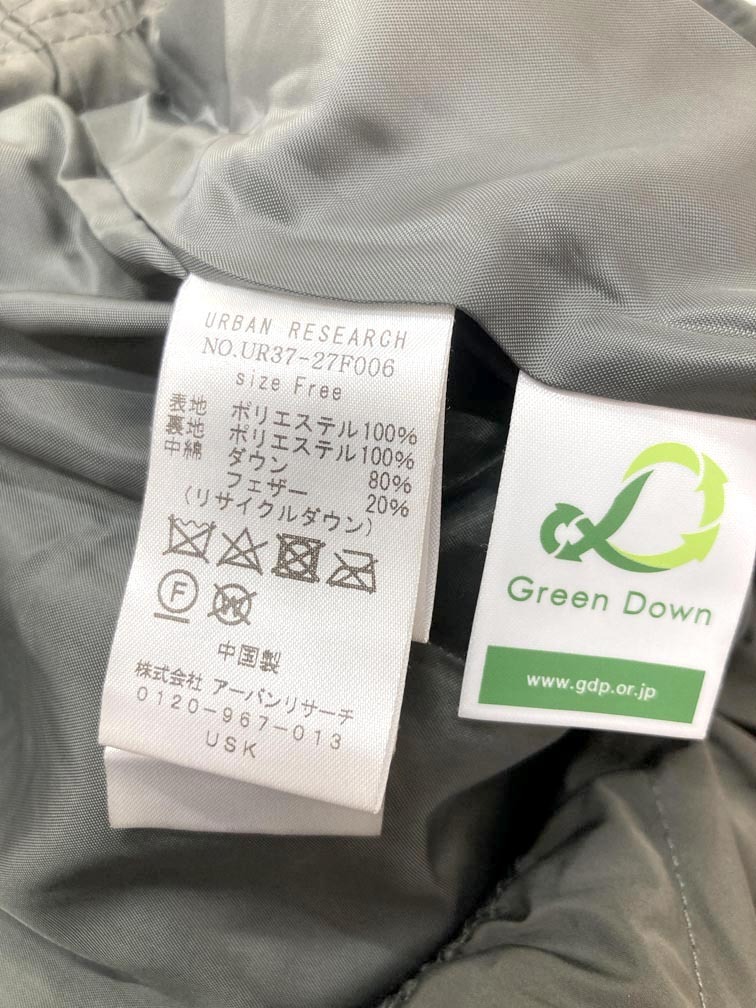 URBAN RESEARCH
NO.UR37-27F006
size Free
表地 ポリエステル100%
裏地 ポリエステル100%
中綿 ダウン 80%
フェザー 20%
(リサイクルダウン)
F W
中国製
株式会社 アーバンリサーチ
0120-967-013
USK
Green Down
www.gdp.or.jp